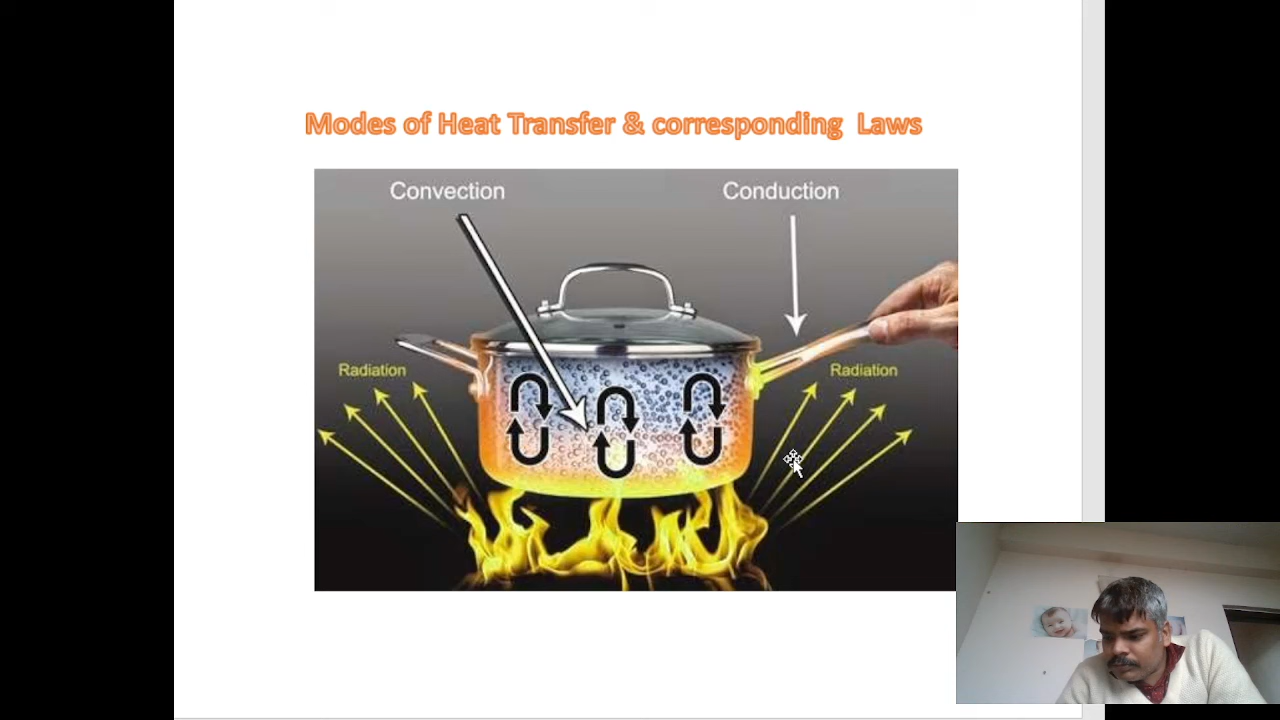 Modes of Heat Transfer & corresponding Laws
Convection
Conduction
Radiation
Radiation